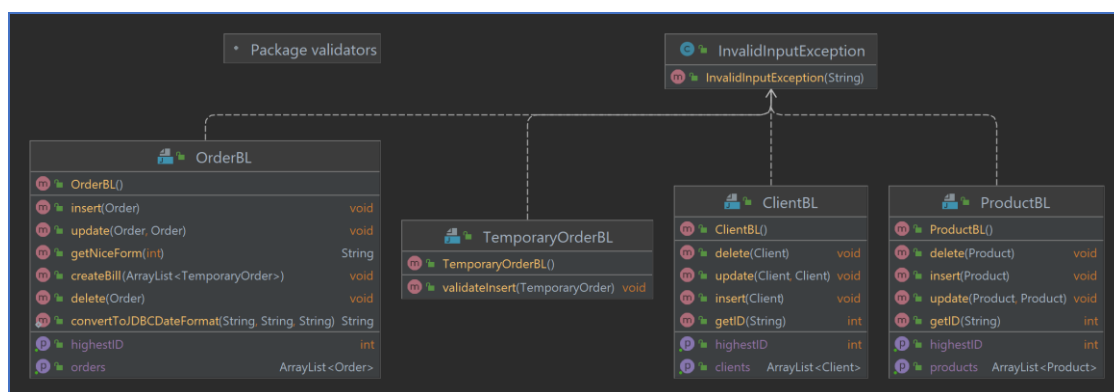 Package validators
InvalidInputException
InvalidInputException(String)
OrderBL
OrderBL()
insert(Order) void
update(Order, Order) void
getNiceForm(int) String
createBill(ArrayList<TemporaryOrder>) void
delete(Order) void
convertToJDBCDateFormat(String, String, String) String
highestID int
orders ArrayList<Order>
TemporaryOrderBL
TemporaryOrderBL()
validateInsert(TemporaryOrder) void
ClientBL
ClientBL()
delete(Client) void
update(Client, Client) void
insert(Client) void
getID(String) int
highestID int
clients ArrayList<Client>
ProductBL
ProductBL()
delete(Product) void
insert(Product) void
update(Product, Product) void
getID(String) int
highestID int
products ArrayList<Product>